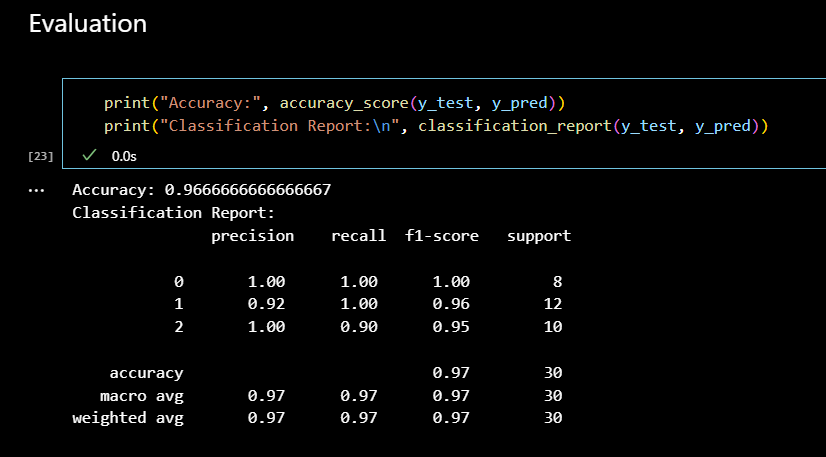 Evaluation
print("Accuracy:", accuracy_score(y_test, y_pred))
print("Classification Report:\n", classification_report(y_test, y_pred))
[23] ✓ 0.0s
... Accuracy: 0.9666666666666667
Classification Report:
precision recall f1-score support
0 1.00 1.00 1.00 8
1 0.92 1.00 0.96 12
2 1.00 0.90 0.95 10
accuracy 0.97 30
macro avg 0.97 0.97 0.97 30
weighted avg 0.97 0.97 0.97 30